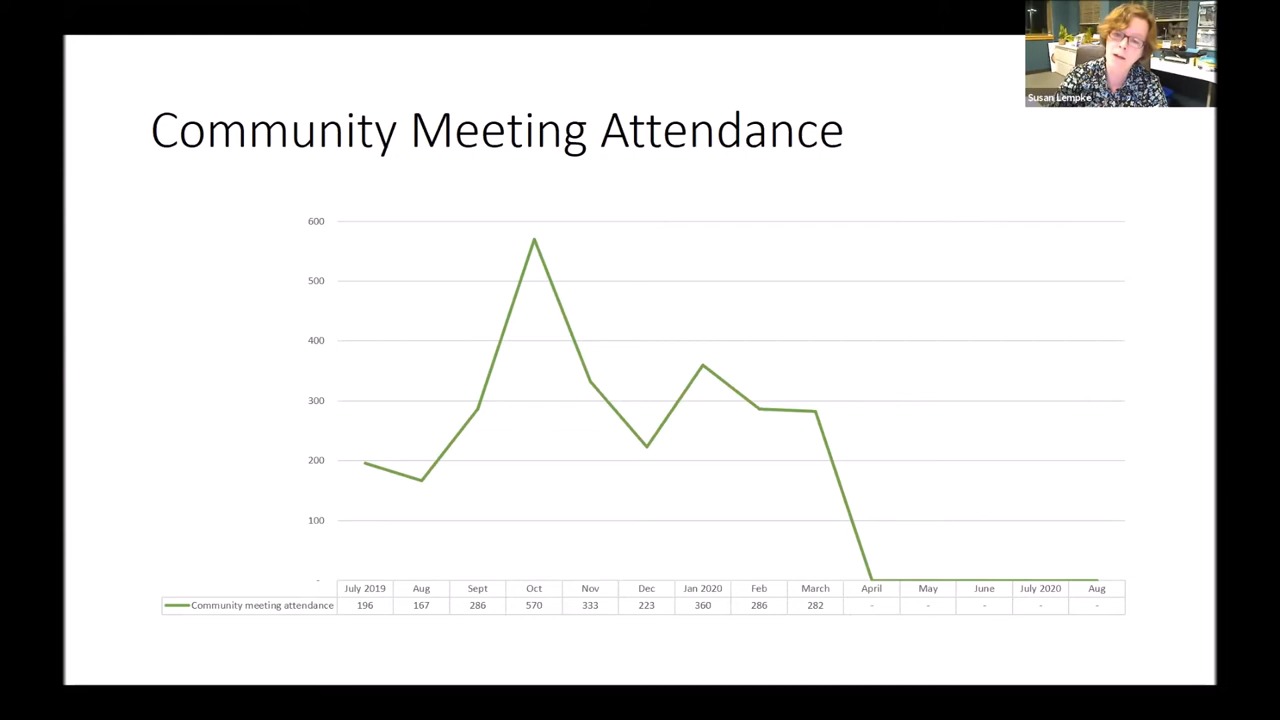 Susan Lempke
Community Meeting Attendance
600
500
400
300
200
100
-
July 2019 Aug Sept Oct Nov Dec Jan 2020 Feb March April May June July 2020 Aug
Community meeting attendance 196 167 286 570 333 223 360 286 282 - - - - -